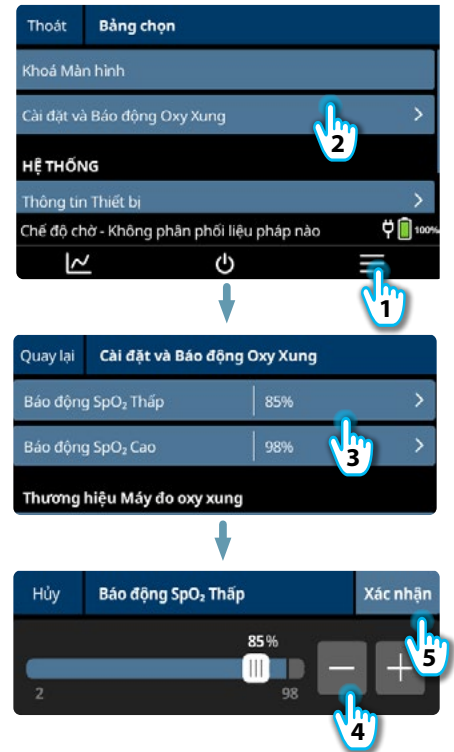 Thoát Bảng chọn
Khoá Màn hình
Cài đặt và Báo động Oxy Xung
2
HỆ THỐNG
Thông tin Thiết bị
Chế độ chờ - Không phân phối liệu pháp nào 100%
1
Quay lại Cài đặt và Báo động Oxy Xung
Báo động SpO₂ Thấp 85%
3
Báo động SpO₂ Cao 98%
Thương hiệu Máy đo oxy xung
Hủy Báo động SpO₂ Thấp Xác nhận
5
85%
2 98
4